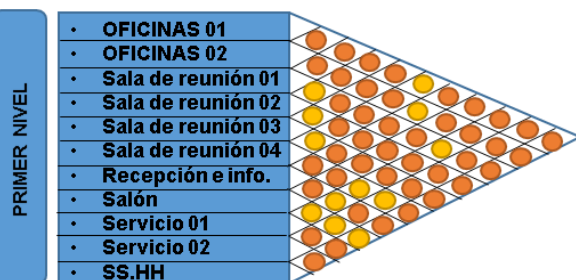 PRIMER NIVEL
• OFICINAS 01
• OFICINAS 02
• Sala de reunión 01
• Sala de reunión 02
• Sala de reunión 03
• Sala de reunión 04
• Recepción e info.
• Salón
• Servicio 01
• Servicio 02
• SS.HH